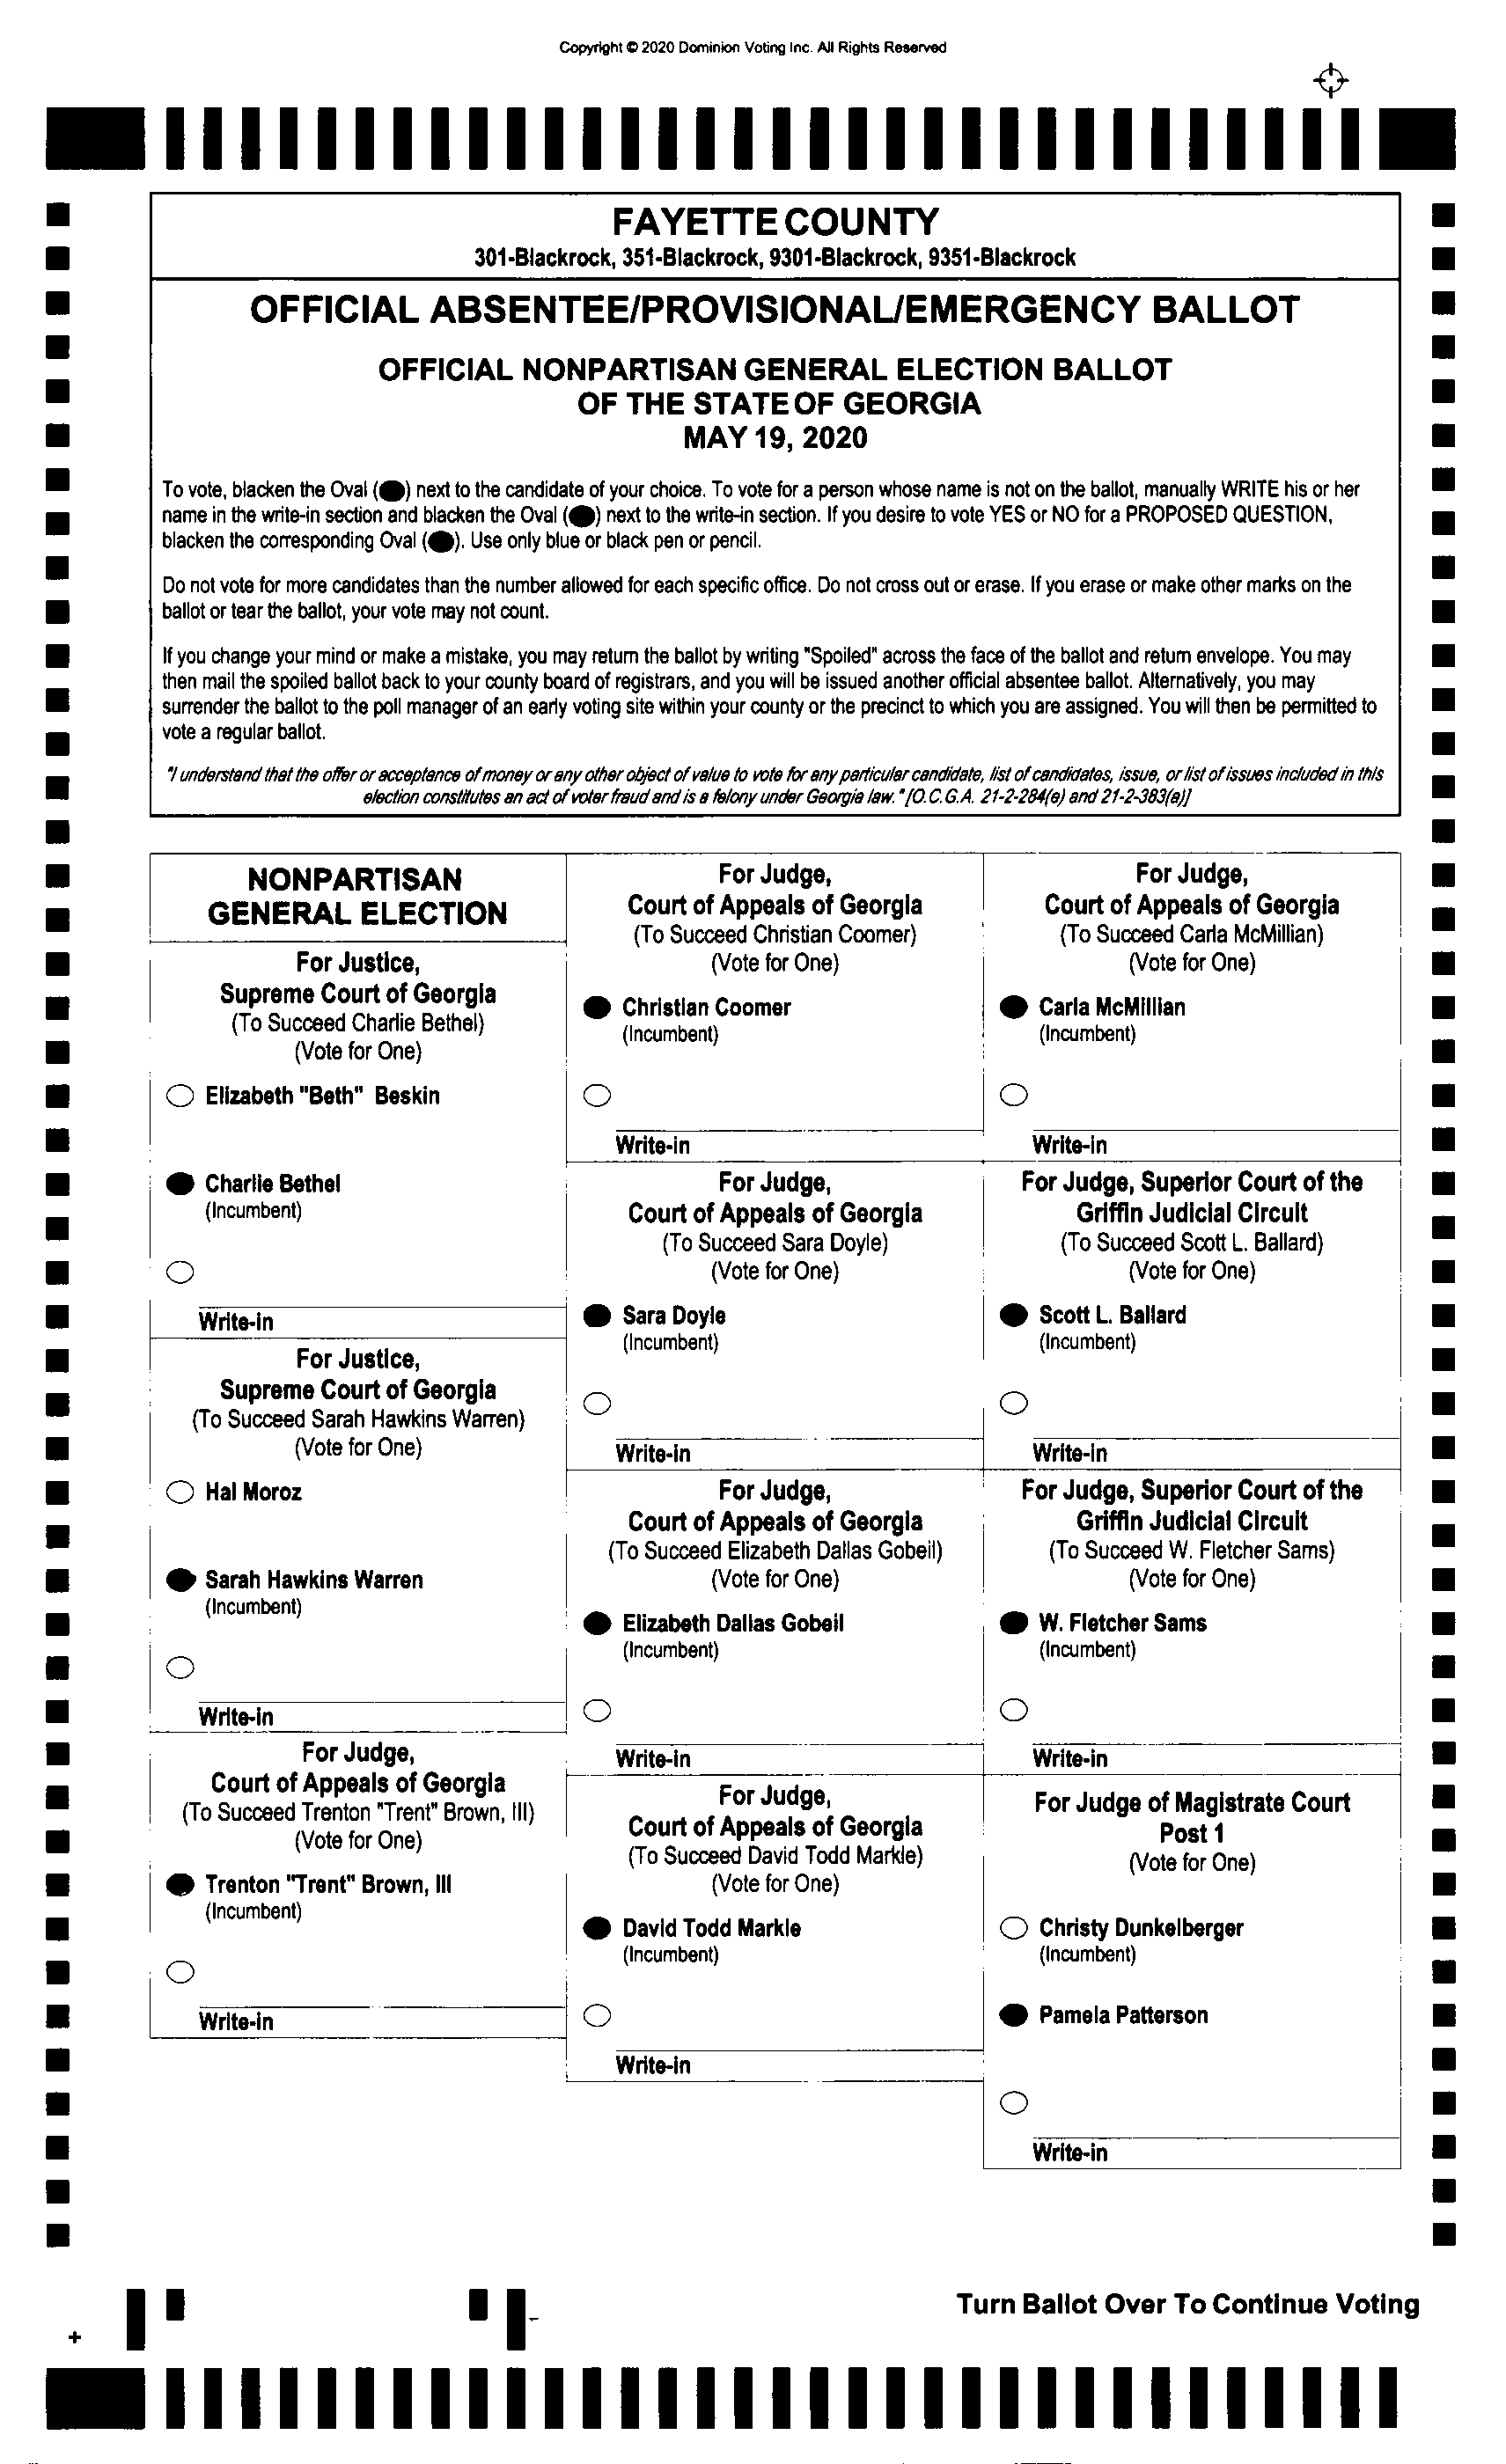 Copyright © 2020 Dominion Voting Inc. All Rights Reserved
FAYETTE COUNTY
301-Blackrock, 351-Blackrock, 9301-Blackrock, 9351-Blackrock
OFFICIAL ABSENTEE/PROVISIONAL/EMERGENCY BALLOT
OFFICIAL NONPARTISAN GENERAL ELECTION BALLOT
OF THE STATE OF GEORGIA
MAY 19, 2020
To vote, blacken the Oval (●) next to the candidate of your choice. To vote for a person whose name is not on the ballot, manually WRITE his or her
name in the write-in section and blacken the Oval (●) next to the write-in section. If you desire to vote YES or NO for a PROPOSED QUESTION,
blacken the corresponding Oval (●). Use only blue or black pen or pencil.
Do not vote for more candidates than the number allowed for each specific office. Do not cross out or erase. If you erase or make other marks on the
ballot or tear the ballot, your vote may not count.
If you change your mind or make a mistake, you may return the ballot by writing "Spoiled" across the face of the ballot and return envelope. You may
then mail the spoiled ballot back to your county board of registrars, and you will be issued another official absentee ballot. Alternatively, you may
surrender the ballot to the poll manager of an early voting site within your county or the precinct to which you are assigned. You will then be permitted to
vote a regular ballot.
"I understand that the offer or acceptance of money or any other object of value to vote for any particular candidate, list of candidates, issue, or list of issues included in this
election constitutes an act of voter fraud and is a felony under Georgia law." [O.C.G.A. 21-2-284(e) and 21-2-383(a)]
NONPARTISAN
GENERAL ELECTION
For Justice,
Supreme Court of Georgia
(To Succeed Charlie Bethel)
(Vote for One)
Elizabeth "Beth" Beskin
Charlie Bethel
(Incumbent)
Write-in
For Justice,
Supreme Court of Georgia
(To Succeed Sarah Hawkins Warren)
(Vote for One)
Hal Moroz
Sarah Hawkins Warren
(Incumbent)
Write-in
For Judge,
Court of Appeals of Georgia
(To Succeed Trenton "Trent" Brown, III)
(Vote for One)
Trenton "Trent" Brown, III
(Incumbent)
Write-in
For Judge,
Court of Appeals of Georgia
(To Succeed Christian Coomer)
(Vote for One)
Christian Coomer
(Incumbent)
Write-in
For Judge,
Court of Appeals of Georgia
(To Succeed Sara Doyle)
(Vote for One)
Sara Doyle
(Incumbent)
Write-in
For Judge,
Court of Appeals of Georgia
(To Succeed Elizabeth Dallas Gobeil)
(Vote for One)
Elizabeth Dallas Gobeil
(Incumbent)
Write-in
For Judge,
Court of Appeals of Georgia
(To Succeed David Todd Markle)
(Vote for One)
David Todd Markle
(Incumbent)
Write-in
For Judge,
Court of Appeals of Georgia
(To Succeed Carla McMillian)
(Vote for One)
Carla McMillian
(Incumbent)
Write-in
For Judge, Superior Court of the
Griffin Judicial Circuit
(To Succeed Scott L. Ballard)
(Vote for One)
Scott L. Ballard
(Incumbent)
Write-in
For Judge, Superior Court of the
Griffin Judicial Circuit
(To Succeed W. Fletcher Sams)
(Vote for One)
W. Fletcher Sams
(Incumbent)
Write-in
For Judge of Magistrate Court
Post 1
(Vote for One)
Christy Dunkelberger
(Incumbent)
Pamela Patterson
Write-in
Turn Ballot Over To Continue Voting